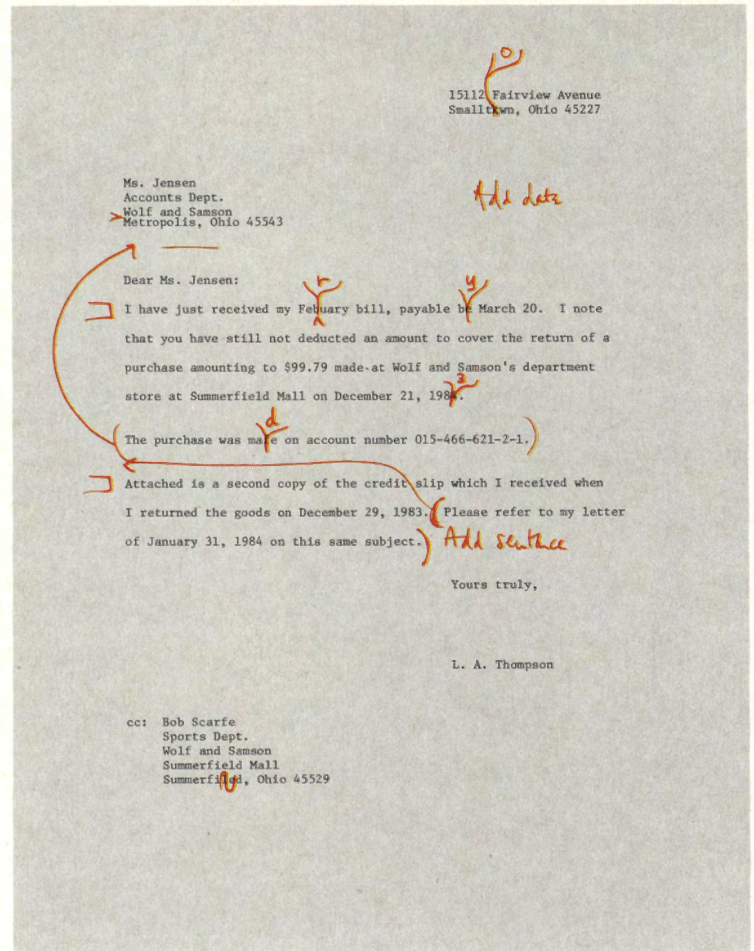 o
15112 Fairview Avenue
Smalltkwn, Ohio 45227
Ms. Jensen
Accounts Dept.
Add date
Wolf and Samson
Metropolis, Ohio 45543
Dear Ms. Jensen:
r y
I have just received my Febuary bill, payable be March 20. I note
that you have still not deducted an amount to cover the return of a
purchase amounting to $99.79 made at Wolf and Samson's department
3
store at Summerfield Mall on December 21, 1984.
d
The purchase was mare on account number 015-466-621-2-1.
Attached is a second copy of the credit slip which I received when
I returned the goods on December 29, 1983. Please refer to my letter
of January 31, 1984 on this same subject. Add sentence
Yours truly,
L. A. Thompson
cc: Bob Scarfe
Sports Dept.
Wolf and Samson
Summerfield Mall
Summerfiled, Ohio 45529